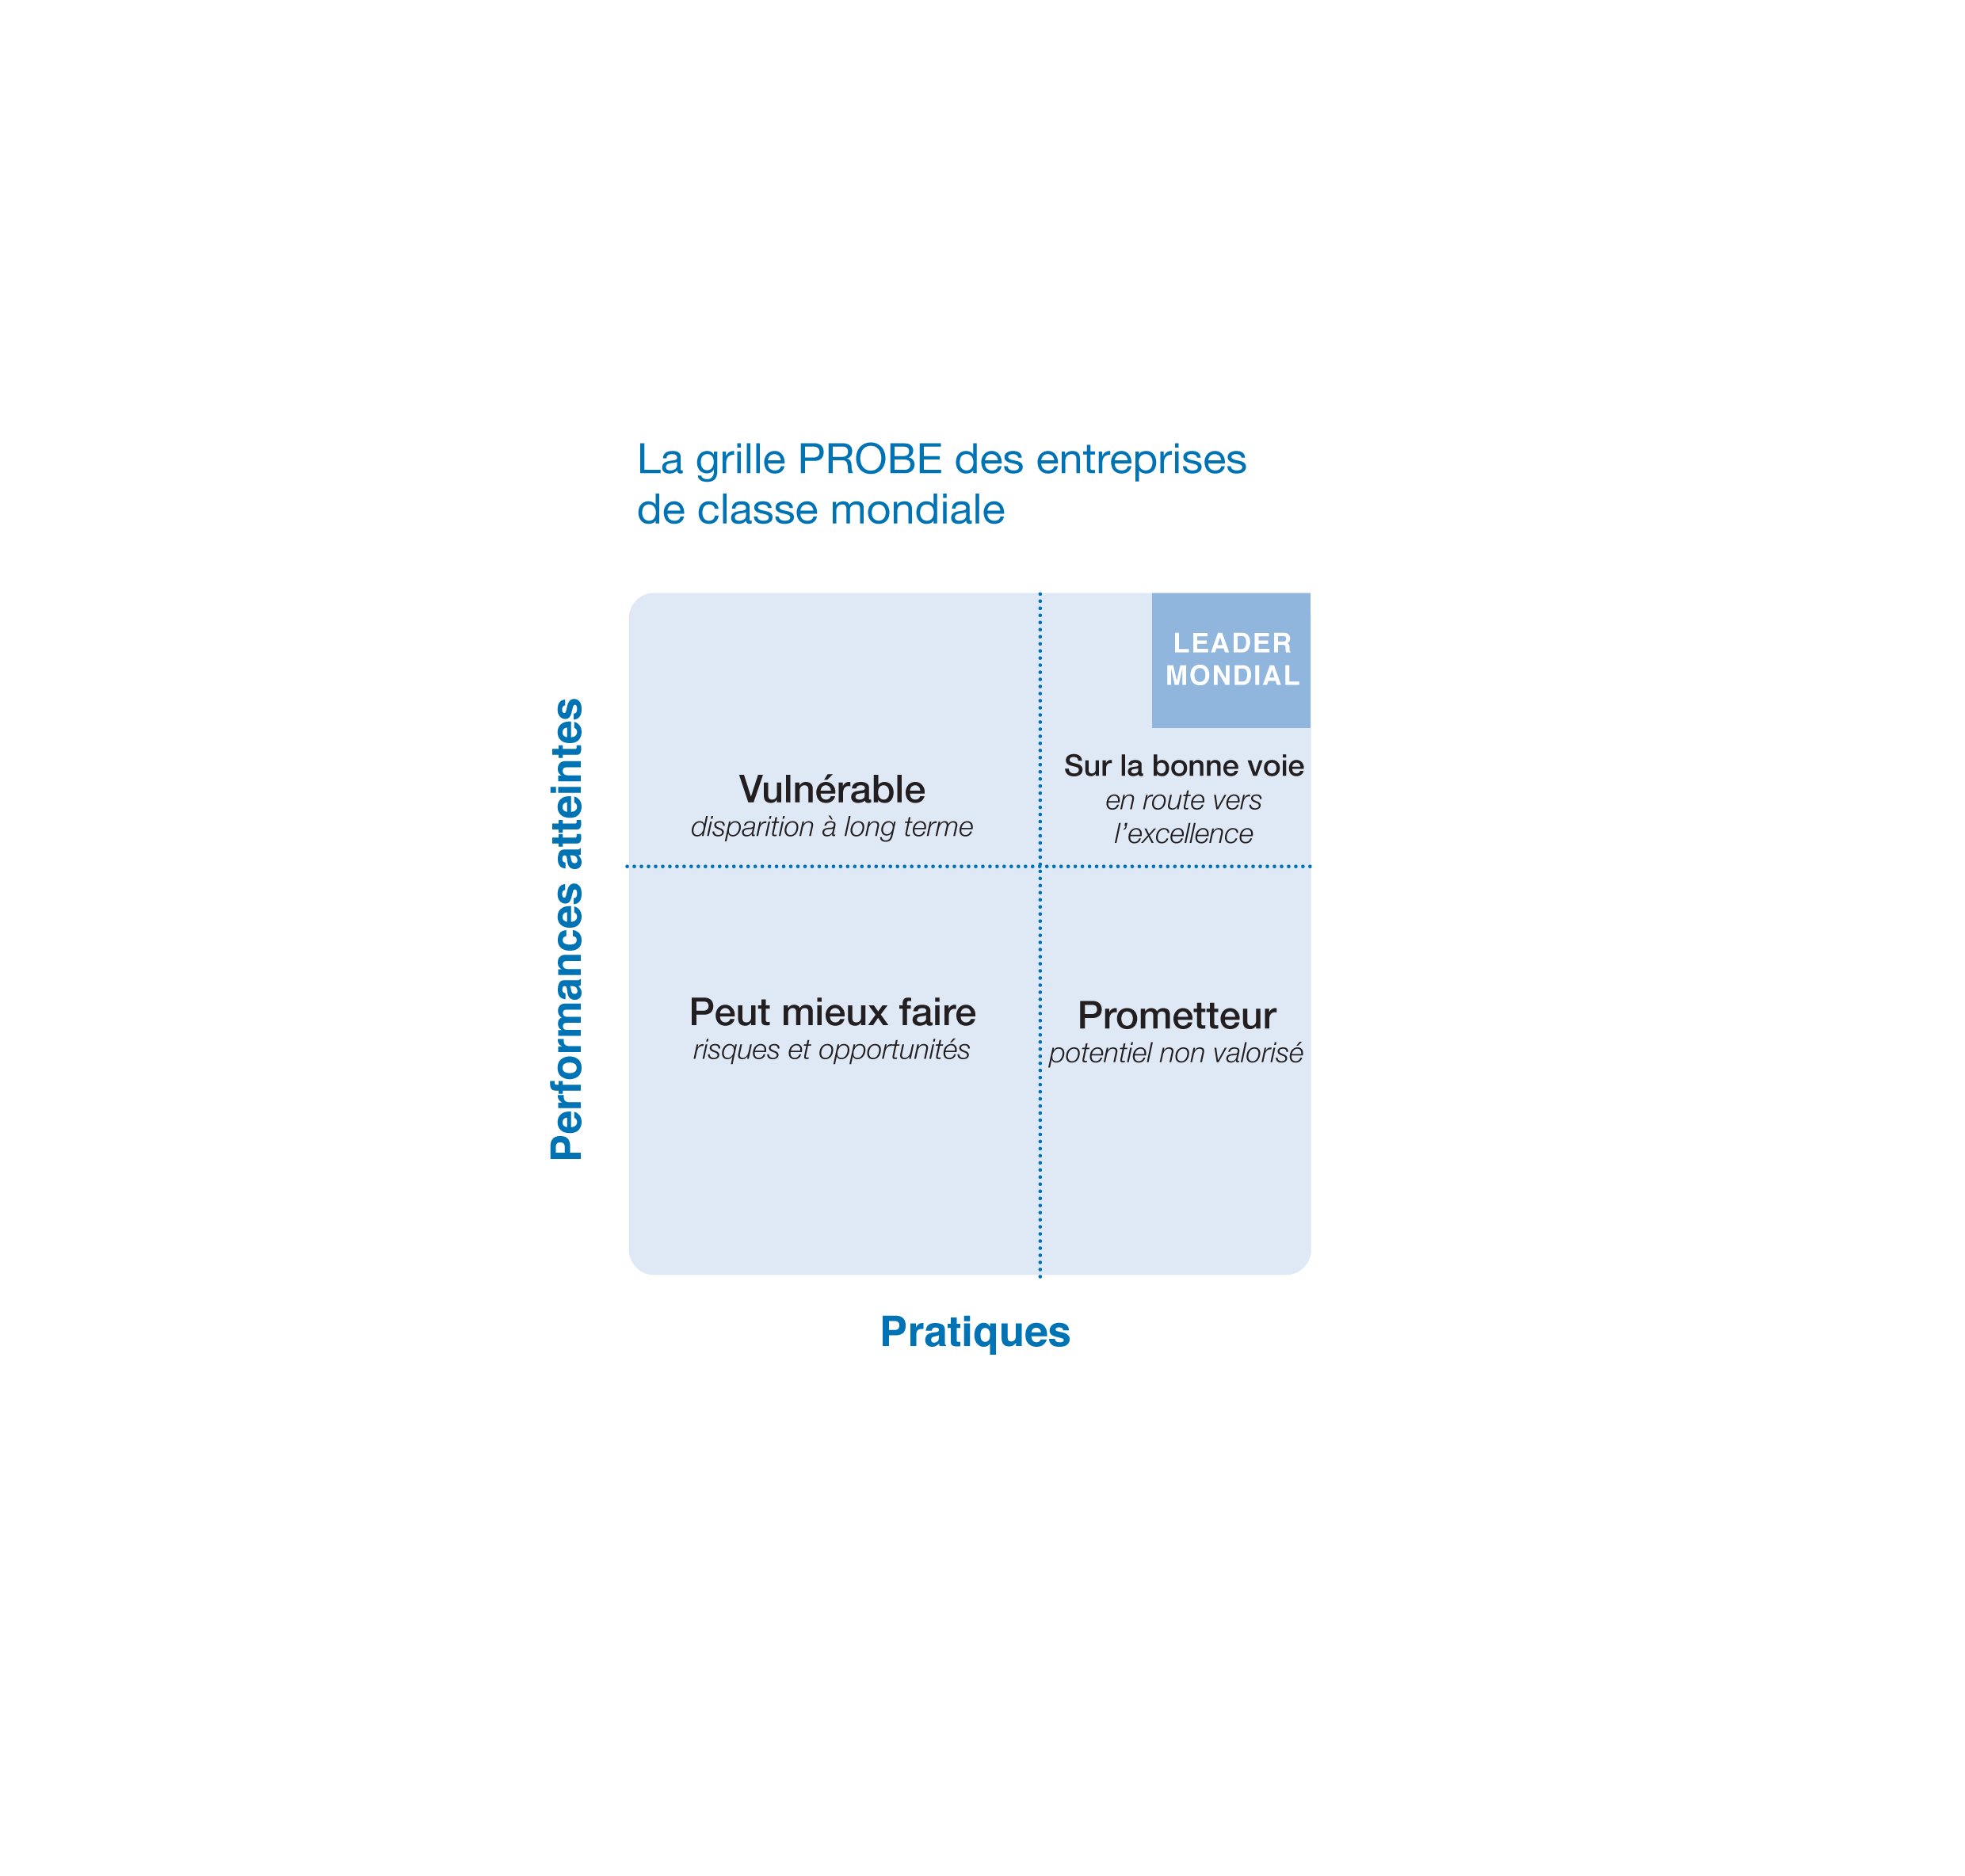 La grille PROBE des entreprises
de classe mondiale
LEADER
MONDIAL
Vulnérable
disparition à long terme
Sur la bonne voie
en route vers
l’excellence
Performances atteintes
Peut mieux faire
risques et opportunités
Prometteur
potentiel non valorisé
Pratiques